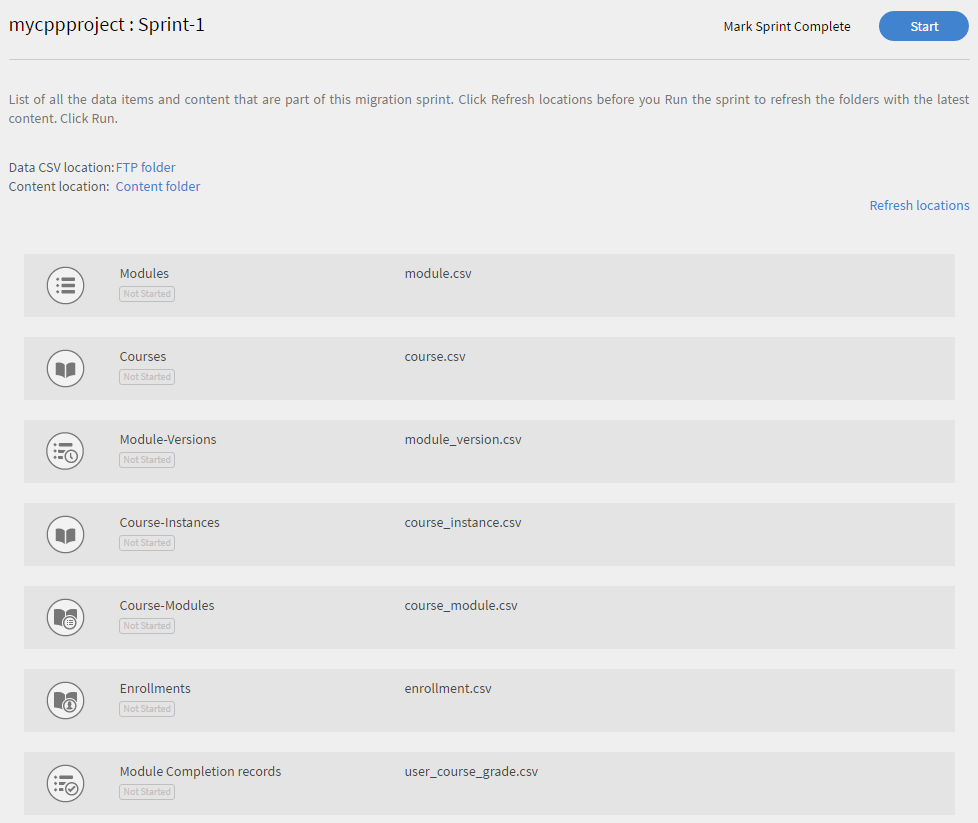 mycppproject : Sprint-1
Mark Sprint Complete
Start
List of all the data items and content that are part of this migration sprint. Click Refresh locations before you Run the sprint to refresh the folders with the latest
content. Click Run.
Data CSV location: FTP folder
Content location: Content folder
Refresh locations
Modules
module.csv
Not Started
Courses
course.csv
Not Started
Module-Versions
module_version.csv
Not Started
Course-Instances
course_instance.csv
Not Started
Course-Modules
course_module.csv
Not Started
Enrollments
enrollment.csv
Not Started
Module Completion records
user_course_grade.csv
Not Started